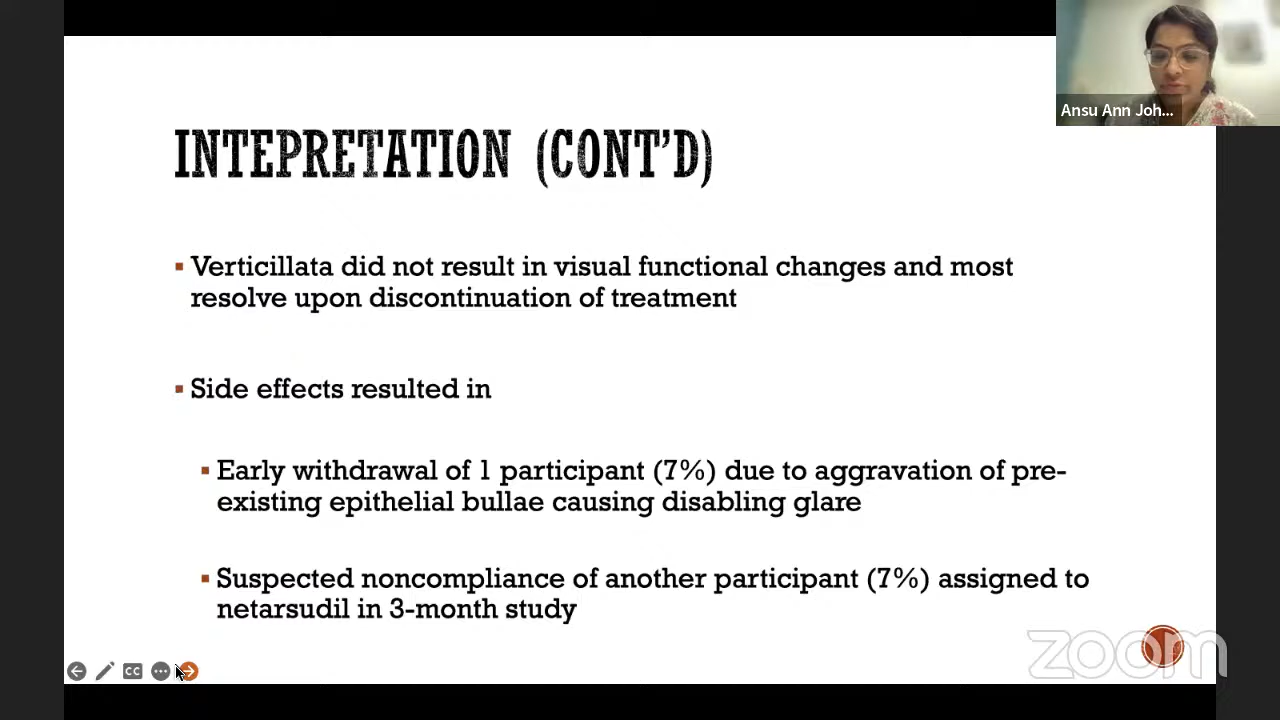 Ansu Ann Joh...
INTEPRETATION (CONT'D)
▪ Verticillata did not result in visual functional changes and most
resolve upon discontinuation of treatment
▪ Side effects resulted in
▪ Early withdrawal of 1 participant (7%) due to aggravation of pre-
existing epithelial bullae causing disabling glare
▪ Suspected noncompliance of another participant (7%) assigned to
netarsudil in 3-month study
zoom
CC